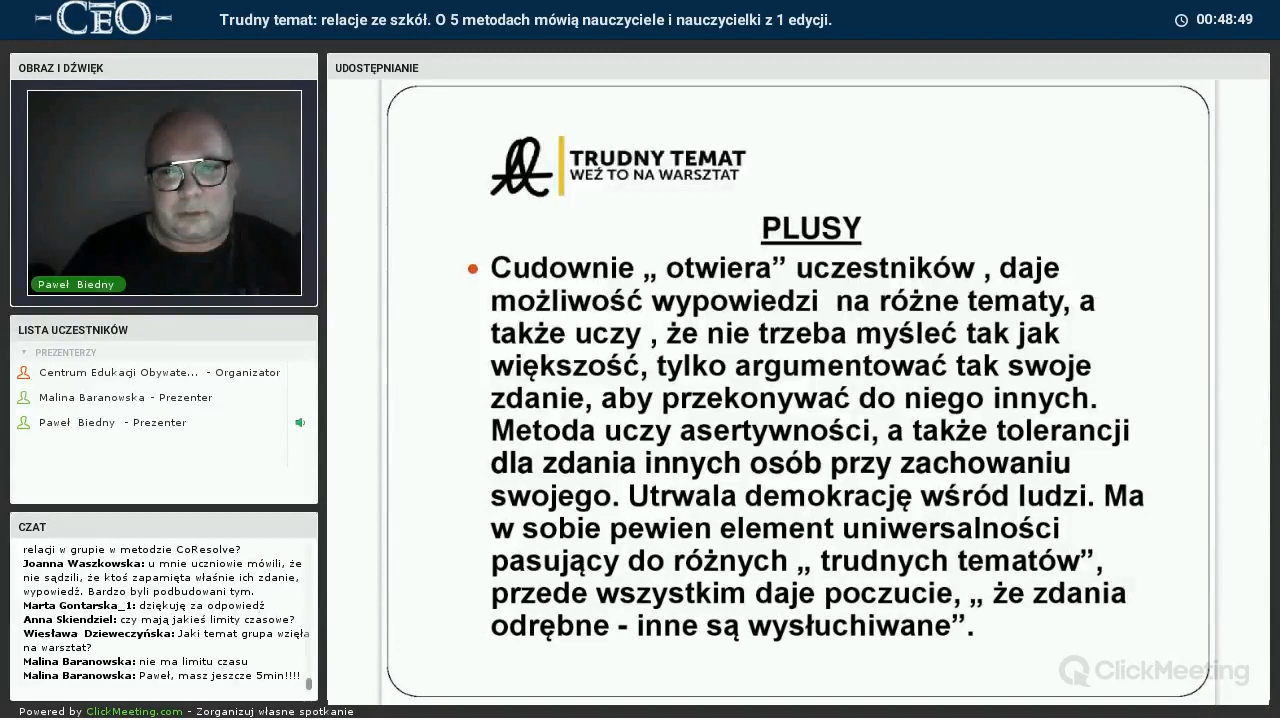 CEO
Trudny temat: relacje ze szkół. O 5 metodach mówią nauczyciele i nauczycielki z 1 edycji.
00:48:49
OBRAZ I DŹWIĘK
Paweł Biedny
LISTA UCZESTNIKÓW
PREZENTERZY
Centrum Edukacji Obywate... - Organizator
Malina Baranowska - Prezenter
Paweł Biedny - Prezenter
CZAT
relacji w grupie w metodzie CoResolve?
Joanna Waszkowska: u mnie uczniowie mówili, że
nie sądzili, że ktoś zapamięta właśnie ich zdanie,
wypowiedź. Bardzo byli podbudowani tym.
Marta Gontarska_1: dziękuję za odpowiedź
Anna Skiendziel: czy mają jakieś limity czasowe?
Wiesława Dzieweczyńska: Jaki temat grupa wzięła
na warsztat?
Malina Baranowska: nie ma limitu czasu
Malina Baranowska: Paweł, masz jeszcze 5min!!!!
UDOSTĘPNIANIE
TRUDNY TEMAT
WEŹ TO NA WARSZTAT
PLUSY
Cudownie „ otwiera” uczestników , daje
możliwość wypowiedzi na różne tematy, a
także uczy , że nie trzeba myśleć tak jak
większość, tylko argumentować tak swoje
zdanie, aby przekonywać do niego innych.
Metoda uczy asertywności, a także tolerancji
dla zdania innych osób przy zachowaniu
swojego. Utrwala demokrację wśród ludzi. Ma
w sobie pewien element uniwersalności
pasujący do różnych „ trudnych tematów”,
przede wszystkim daje poczucie, „ że zdania
odrębne - inne są wysłuchiwane”.
ClickMeeting
Powered by ClickMeeting.com - Zorganizuj własne spotkanie